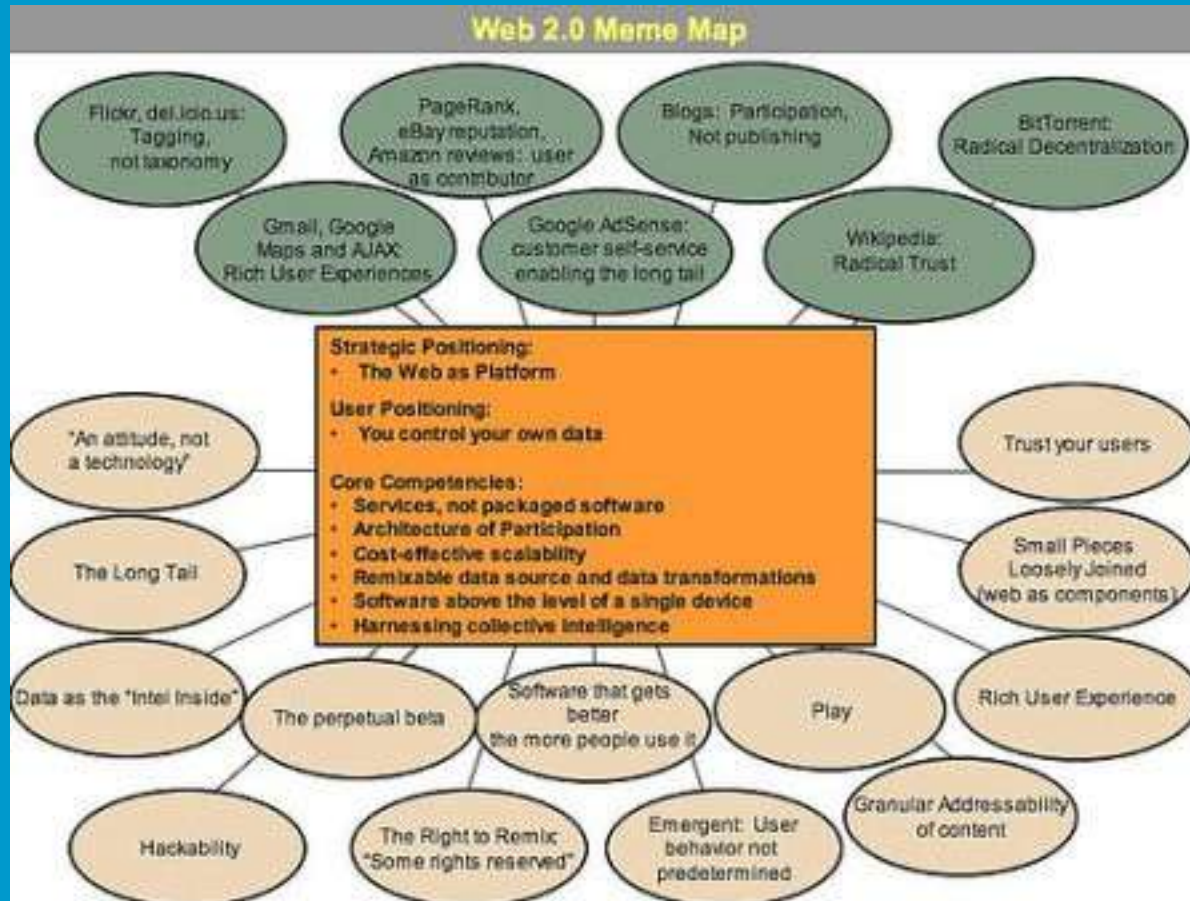 Web 2.0 Meme Map
Flickr, del.icio.us:
Tagging,
not taxonomy
PageRank,
eBay reputation,
Amazon reviews: user
as contributor
Blogs: Participation,
Not publishing
BitTorrent:
Radical Decentralization
Gmail, Google
Maps and AJAX:
Rich User Experiences
Google AdSense:
customer self-service
enabling the long tail
Wikipedia:
Radical Trust
Strategic Positioning:
• The Web as Platform
User Positioning:
• You control your own data
Core Competencies:
• Services, not packaged software
• Architecture of Participation
• Cost-effective scalability
• Remixable data source and data transformations
• Software above the level of a single device
• Harnessing collective intelligence
"An attitude, not
a technology"
Trust your users
The Long Tail
Small Pieces
Loosely Joined
(web as components)
Data as the "Intel Inside"
The perpetual beta
Software that gets
better
the more people use it
Play
Rich User Experience
Hackability
The Right to Remix:
"Some rights reserved"
Emergent: User
behavior not
predetermined
Granular Addressability
of content